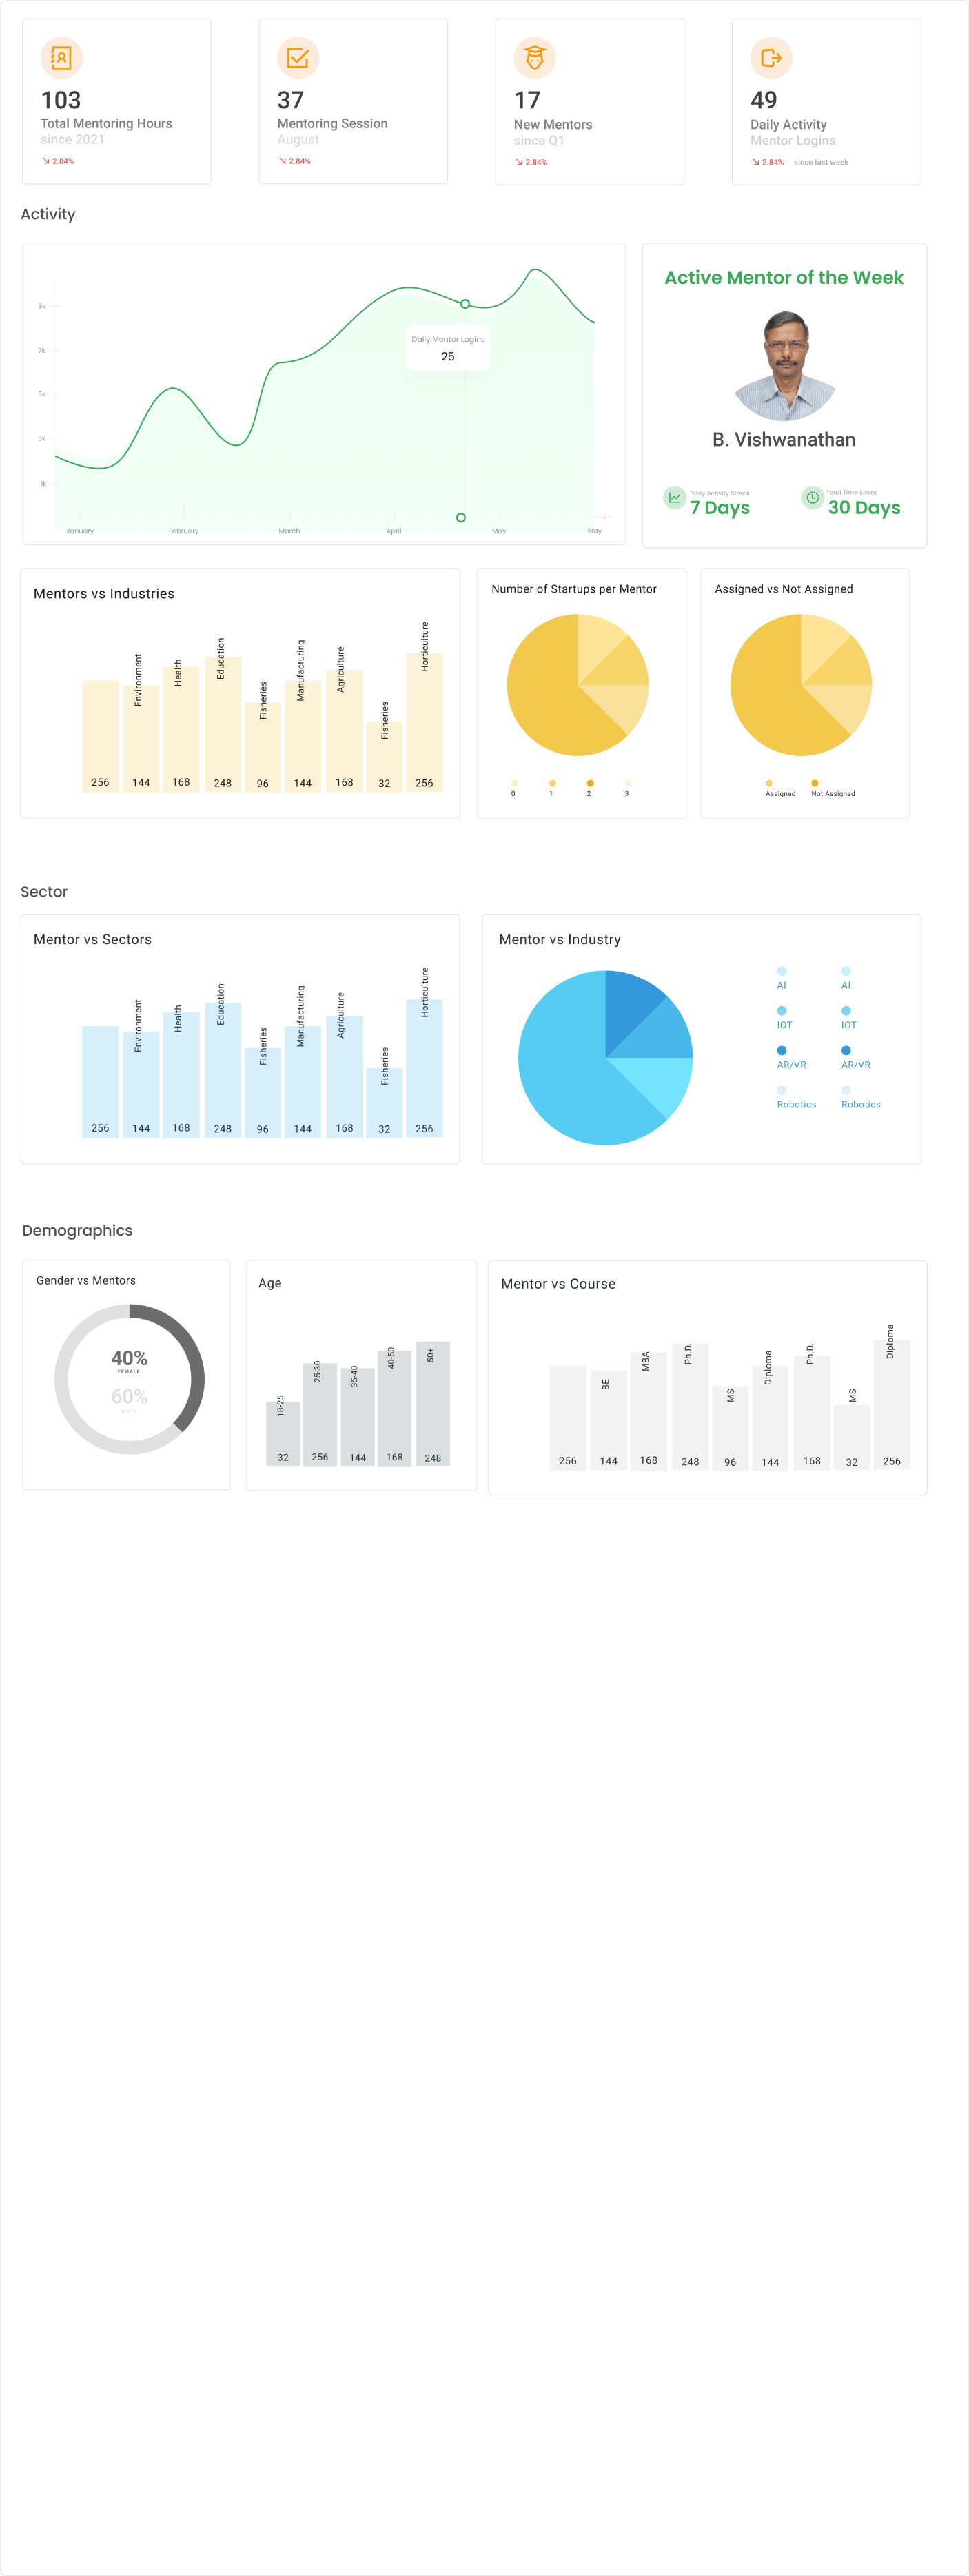 103
Total Mentoring Hours
since 2021
2.84%
37
Mentoring Session
August
2.84%
17
New Mentors
since Q1
2.84%
49
Daily Activity
Mentor Logins
2.84% since last week
Activity
9k
7k
5k
3k
1k
Daily Mentor Logins
25
January February March April May May
Active Mentor of the Week
B. Vishwanathan
Daily Activity Streak
7 Days
Total Time Spent
30 Days
Mentors vs Industries
Environment Health Education Fisheries Manufacturing Agriculture Fisheries Horticulture
256 144 168 248 96 144 168 32 256
Number of Startups per Mentor
0 1 2 3
Assigned vs Not Assigned
Assigned Not Assigned
Sector
Mentor vs Sectors
Environment Health Education Fisheries Manufacturing Agriculture Fisheries Horticulture
256 144 168 248 96 144 168 32 256
Mentor vs Industry
AI AI
IOT IOT
AR/VR AR/VR
Robotics Robotics
Demographics
Gender vs Mentors
40%
FEMALE
60%
MALE
Age
18-25 25-30 35-40 40-50 50+
32 256 144 168 248
Mentor vs Course
BE MBA Ph.D. MS Diploma Ph.D. MS Diploma
256 144 168 248 96 144 168 32 256